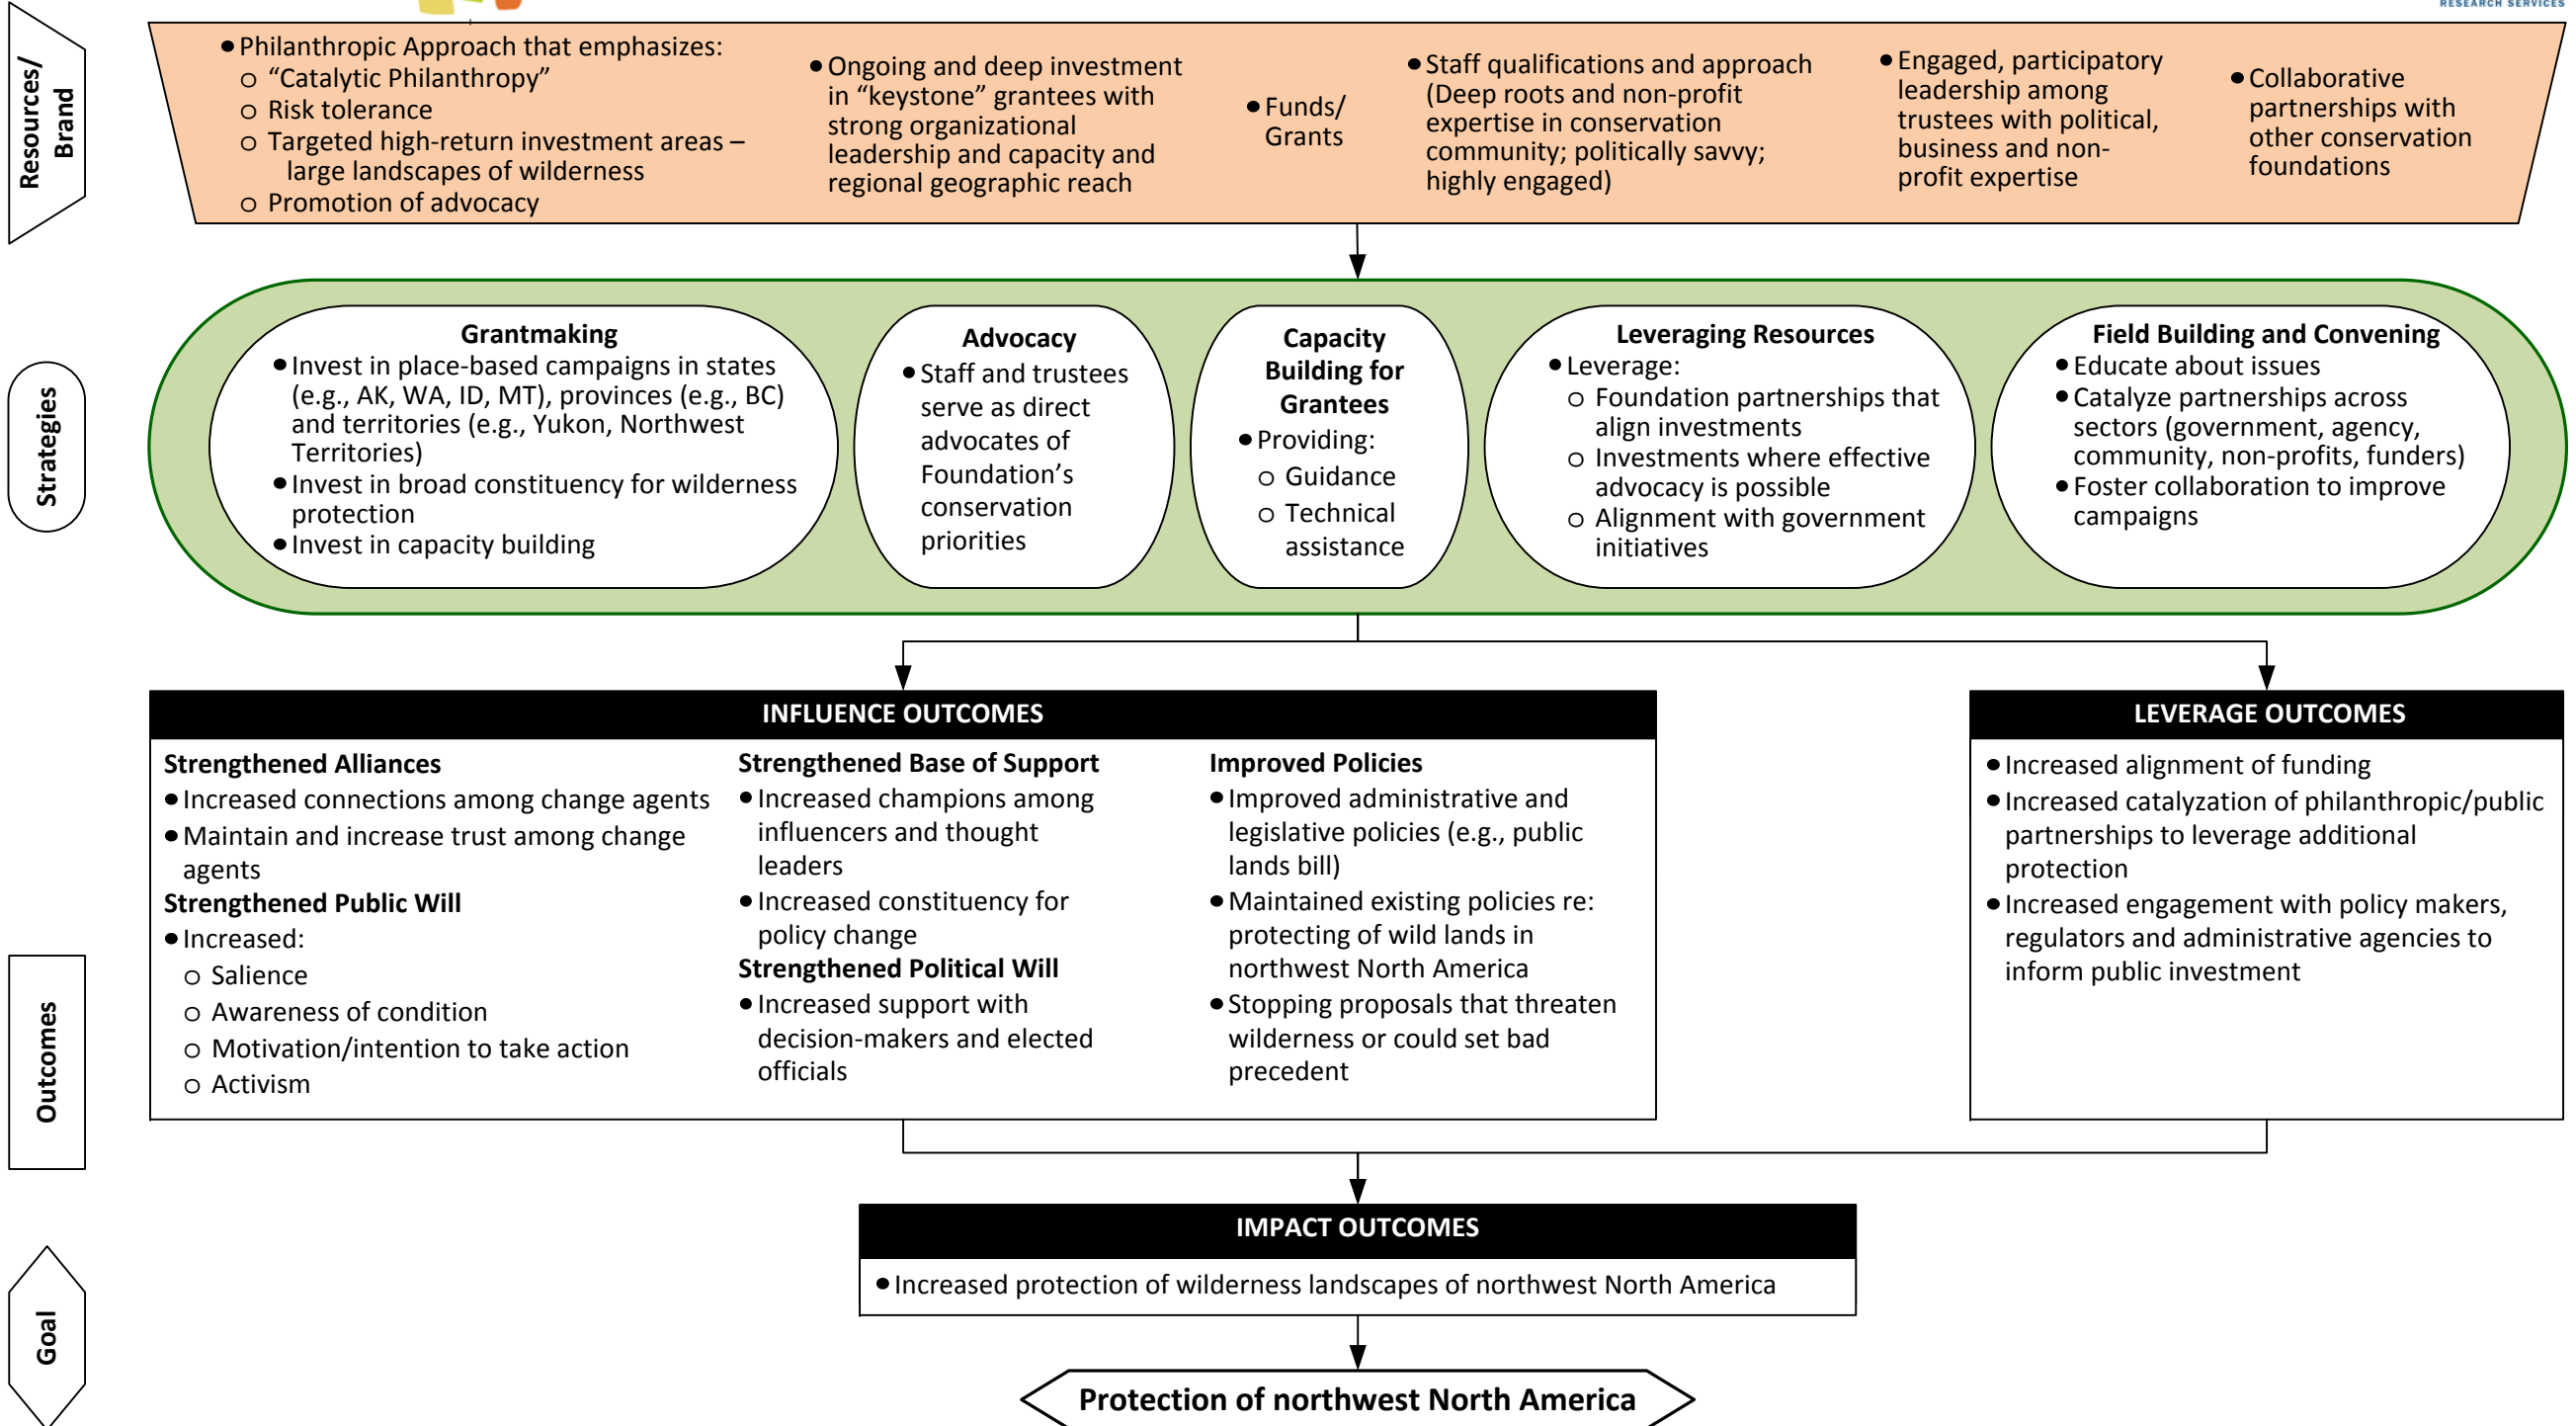 RESEARCH SERVICES
Resources/
Brand
● Philanthropic Approach that emphasizes:
o “Catalytic Philanthropy”
o Risk tolerance
o Targeted high-return investment areas –
large landscapes of wilderness
o Promotion of advocacy
● Ongoing and deep investment
in “keystone” grantees with
strong organizational
leadership and capacity and
regional geographic reach
● Funds/
Grants
● Staff qualifications and approach
(Deep roots and non-profit
expertise in conservation
community; politically savvy;
highly engaged)
● Engaged, participatory
leadership among
trustees with political,
business and non-
profit expertise
● Collaborative
partnerships with
other conservation
foundations
Strategies
Grantmaking
● Invest in place-based campaigns in states
(e.g., AK, WA, ID, MT), provinces (e.g., BC)
and territories (e.g., Yukon, Northwest
Territories)
● Invest in broad constituency for wilderness
protection
● Invest in capacity building
Advocacy
● Staff and trustees
serve as direct
advocates of
Foundation’s
conservation
priorities
Capacity
Building for
Grantees
● Providing:
o Guidance
o Technical
assistance
Leveraging Resources
● Leverage:
o Foundation partnerships that
align investments
o Investments where effective
advocacy is possible
o Alignment with government
initiatives
Field Building and Convening
● Educate about issues
● Catalyze partnerships across
sectors (government, agency,
community, non-profits, funders)
● Foster collaboration to improve
campaigns
Outcomes
INFLUENCE OUTCOMES
Strengthened Alliances
● Increased connections among change agents
● Maintain and increase trust among change
agents
Strengthened Public Will
● Increased:
o Salience
o Awareness of condition
o Motivation/intention to take action
o Activism
Strengthened Base of Support
● Increased champions among
influencers and thought
leaders
● Increased constituency for
policy change
Strengthened Political Will
● Increased support with
decision-makers and elected
officials
Improved Policies
● Improved administrative and
legislative policies (e.g., public
lands bill)
● Maintained existing policies re:
protecting of wild lands in
northwest North America
● Stopping proposals that threaten
wilderness or could set bad
precedent
LEVERAGE OUTCOMES
● Increased alignment of funding
● Increased catalyzation of philanthropic/public
partnerships to leverage additional
protection
● Increased engagement with policy makers,
regulators and administrative agencies to
inform public investment
IMPACT OUTCOMES
● Increased protection of wilderness landscapes of northwest North America
Goal
Protection of northwest North America